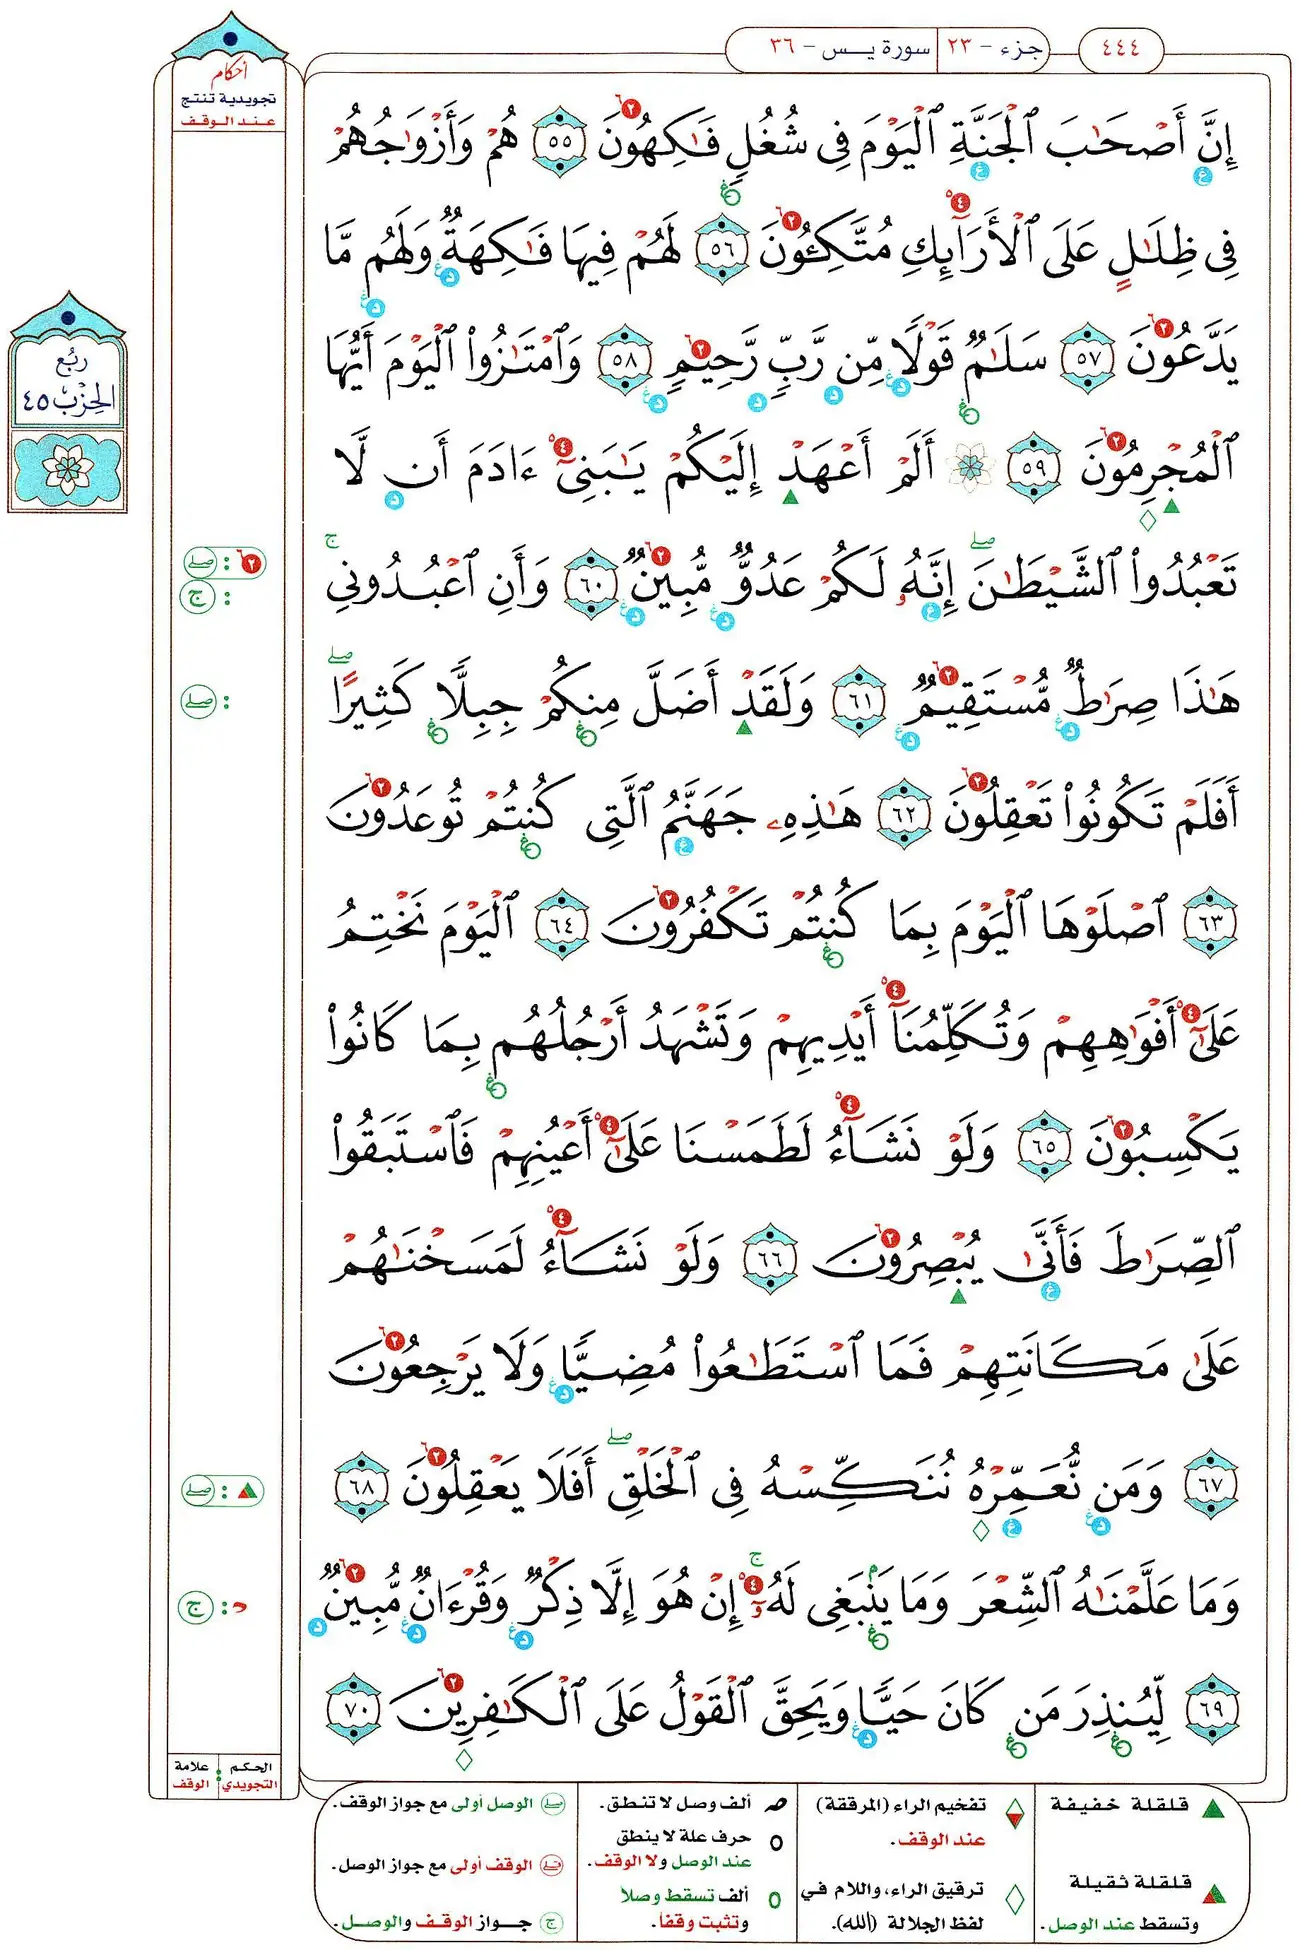 ٤٤٤
جزء - ٢٣
سورة يس - ٣٦
أحكام
تجويدية تنتج
عند الوقف
إِنَّ أَصْحَٰبَ ٱلْجَنَّةِ ٱلْيَوْمَ فِى شُغُلٍ فَٰكِهُونَ ٥٥ هُمْ وَأَزْوَٰجُهُمْ
فِى ظِلَٰلٍ عَلَى ٱلْأَرَآئِكِ مُتَّكِـُٔونَ ٥٦ لَهُمْ فِيهَا فَٰكِهَةٌ وَلَهُم مَّا
يَدَّعُونَ ٥٧ سَلَٰمٌ قَوْلًا مِّن رَّبٍّ رَّحِيمٍ ٥٨ وَٱمْتَٰزُوا۟ ٱلْيَوْمَ أَيُّهَا
ٱلْمُجْرِمُونَ ٥٩ أَلَمْ أَعْهَدْ إِلَيْكُمْ يَٰبَنِىٓ ءَادَمَ أَن لَّا
تَعْبُدُوا۟ ٱلشَّيْطَٰنَ ۖ إِنَّهُۥ لَكُمْ عَدُوٌّ مُّبِينٌ ٦٠ وَأَنِ ٱعْبُدُونِى ۚ
هَٰذَا صِرَٰطٌ مُّسْتَقِيمٌ ٦١ وَلَقَدْ أَضَلَّ مِنكُمْ جِبِلًّا كَثِيرًا ۖ
أَفَلَمْ تَكُونُوا۟ تَعْقِلُونَ ٦٢ هَٰذِهِۦ جَهَنَّمُ ٱلَّتِى كُنتُمْ تُوعَدُونَ
٦٣ ٱصْلَوْهَا ٱلْيَوْمَ بِمَا كُنتُمْ تَكْفُرُونَ ٦٤ ٱلْيَوْمَ نَخْتِمُ
عَلَىٰٓ أَفْوَٰهِهِمْ وَتُكَلِّمُنَآ أَيْدِيهِمْ وَتَشْهَدُ أَرْجُلُهُم بِمَا كَانُوا۟
يَكْسِبُونَ ٦٥ وَلَوْ نَشَآءُ لَطَمَسْنَا عَلَىٰٓ أَعْيُنِهِمْ فَٱسْتَبَقُوا۟
ٱلصِّرَٰطَ فَأَنَّىٰ يُبْصِرُونَ ٦٦ وَلَوْ نَشَآءُ لَمَسَخْنَٰهُمْ
عَلَىٰ مَكَانَتِهِمْ فَمَا ٱسْتَطَٰعُوا۟ مُضِيًّا وَلَا يَرْجِعُونَ
٦٧ وَمَن نُّعَمِّرْهُ نُنَكِّسْهُ فِى ٱلْخَلْقِ ۖ أَفَلَا يَعْقِلُونَ ٦٨
وَمَا عَلَّمْنَٰهُ ٱلشِّعْرَ وَمَا يَنۢبَغِى لَهُۥٓ ۚ إِنْ هُوَ إِلَّا ذِكْرٌ وَقُرْءَانٌ مُّبِينٌ
٦٩ لِّيُنذِرَ مَن كَانَ حَيًّا وَيَحِقَّ ٱلْقَوْلُ عَلَى ٱلْكَٰفِرِينَ ٧٠
ربع
الحزب ٤٥
٢٦ : صلے
: ج
: صلے
: صلے
: ج
الحكم التجويدي : علامة الوقف
قلقلة خفيفة
قلقلة ثقيلة
وتسقط عند الوصل.
تفخيم الراء (المرققة)
عند الوقف.
ترقيق الراء، واللام في
لفظ الجلالة (الله).
ألف وصل لا تنطق.
حرف علة لا ينطق
عند الوصل ولا الوقف.
ألف تسقط وصلاً
وتثبت وقفاً.
صلے الوصل أولى مع جواز الوقف.
قلے الوقف أولى مع جواز الوصل.
ج جواز الوقف والوصل.